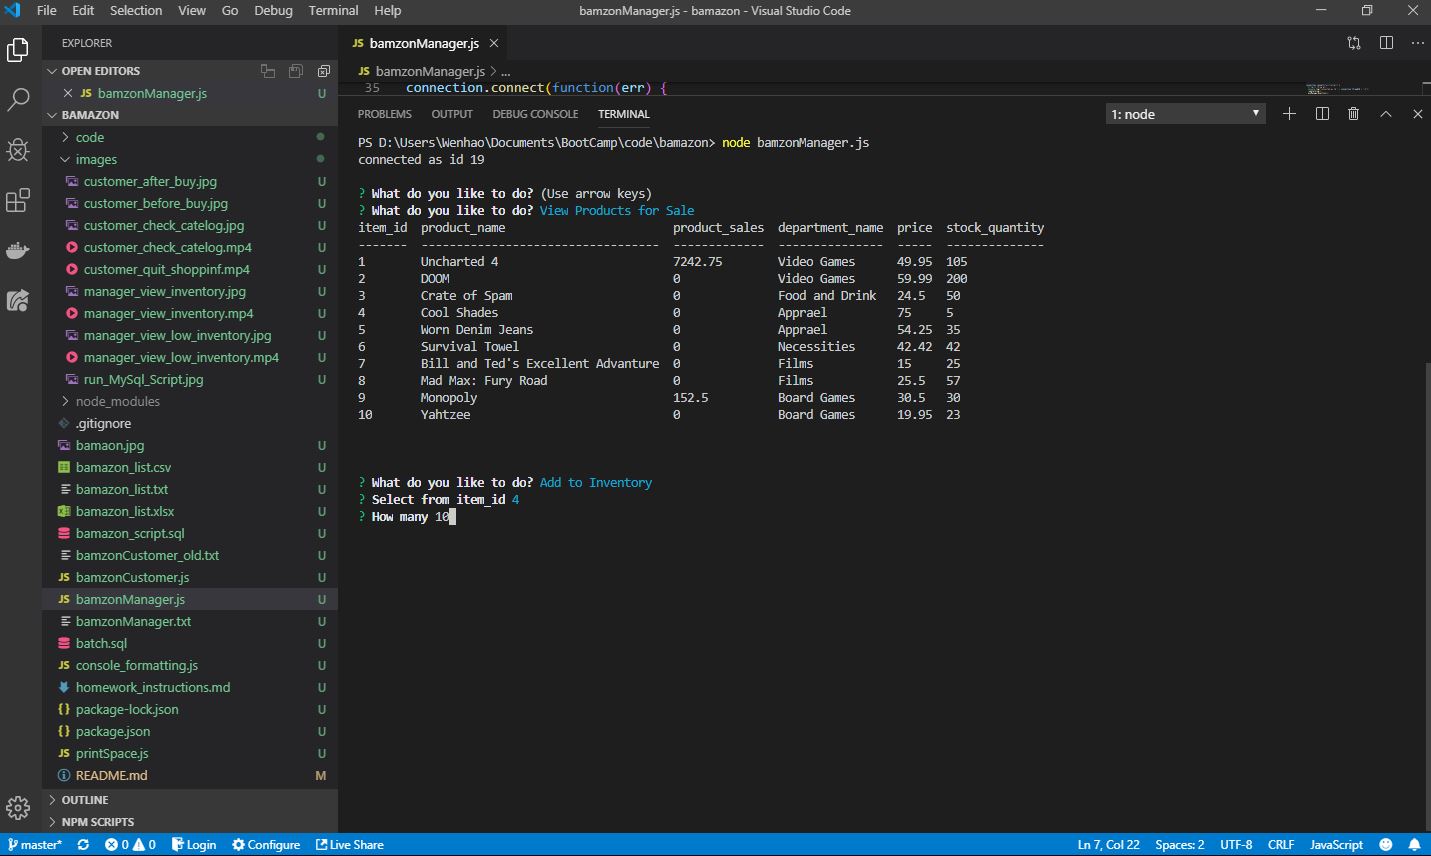 File Edit Selection View Go Debug Terminal Help bamzonManager.js - bamazon - Visual Studio Code
EXPLORER
OPEN EDITORS
JS bamzonManager.js U
BAMAZON
code
images
customer_after_buy.jpg U
customer_before_buy.jpg U
customer_check_catelog.jpg U
customer_check_catelog.mp4 U
customer_quit_shoppinf.mp4 U
manager_view_inventory.jpg U
manager_view_inventory.mp4 U
manager_view_low_inventory.jpg U
manager_view_low_inventory.mp4 U
run_MySql_Script.jpg U
node_modules
.gitignore
bamaon.jpg U
bamazon_list.csv U
bamazon_list.txt U
bamazon_list.xlsx U
bamazon_script.sql U
bamzonCustomer_old.txt U
JS bamzonCustomer.js U
JS bamzonManager.js U
bamzonManager.txt U
batch.sql U
JS console_formatting.js U
homework_instructions.md U
{} package-lock.json U
{} package.json U
JS printSpace.js U
README.md M
OUTLINE
NPM SCRIPTS
JS bamzonManager.js
JS bamzonManager.js > ...
35 connection.connect(function(err) {
PROBLEMS OUTPUT DEBUG CONSOLE TERMINAL 1: node
PS D:\Users\Wenhao\Documents\BootCamp\code\bamazon> node bamzonManager.js
connected as id 19
? What do you like to do? (Use arrow keys)
? What do you like to do? View Products for Sale
item_id product_name product_sales department_name price stock_quantity
------- ---------------------------------- ------------- --------------- ----- --------------
1 Uncharted 4 7242.75 Video Games 49.95 105
2 DOOM 0 Video Games 59.99 200
3 Crate of Spam 0 Food and Drink 24.5 50
4 Cool Shades 0 Apprael 75 5
5 Worn Denim Jeans 0 Apprael 54.25 35
6 Survival Towel 0 Necessities 42.42 42
7 Bill and Ted's Excellent Advanture 0 Films 15 25
8 Mad Max: Fury Road 0 Films 25.5 57
9 Monopoly 152.5 Board Games 30.5 30
10 Yahtzee 0 Board Games 19.95 23
? What do you like to do? Add to Inventory
? Select from item_id 4
? How many 10
master* 0 0 Login Configure Live Share Ln 7, Col 22 Spaces: 2 UTF-8 CRLF JavaScript